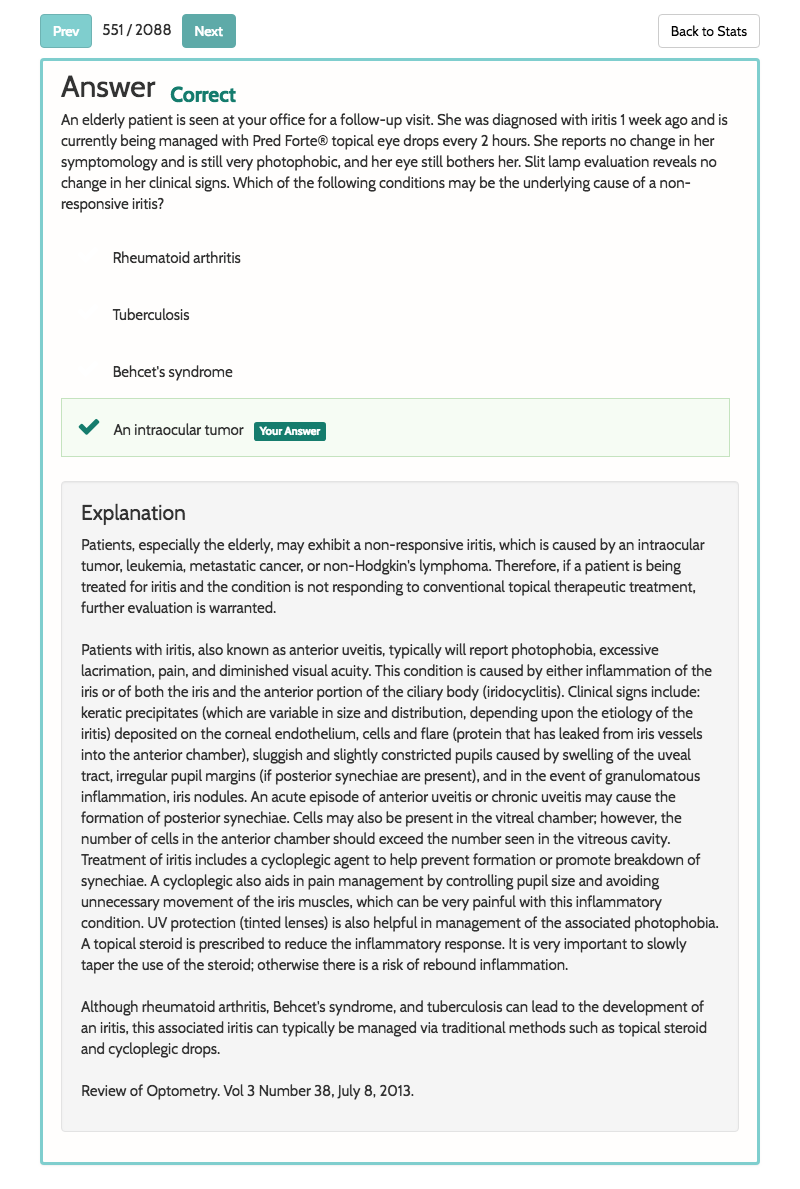 Prev 551 / 2088 Next Back to Stats
Answer Correct
An elderly patient is seen at your office for a follow-up visit. She was diagnosed with iritis 1 week ago and is
currently being managed with Pred Forte® topical eye drops every 2 hours. She reports no change in her
symptomology and is still very photophobic, and her eye still bothers her. Slit lamp evaluation reveals no
change in her clinical signs. Which of the following conditions may be the underlying cause of a non-
responsive iritis?
Rheumatoid arthritis
Tuberculosis
Behcet's syndrome
An intraocular tumor Your Answer
Explanation
Patients, especially the elderly, may exhibit a non-responsive iritis, which is caused by an intraocular
tumor, leukemia, metastatic cancer, or non-Hodgkin's lymphoma. Therefore, if a patient is being
treated for iritis and the condition is not responding to conventional topical therapeutic treatment,
further evaluation is warranted.
Patients with iritis, also known as anterior uveitis, typically will report photophobia, excessive
lacrimation, pain, and diminished visual acuity. This condition is caused by either inflammation of the
iris or of both the iris and the anterior portion of the ciliary body (iridocyclitis). Clinical signs include:
keratic precipitates (which are variable in size and distribution, depending upon the etiology of the
iritis) deposited on the corneal endothelium, cells and flare (protein that has leaked from iris vessels
into the anterior chamber), sluggish and slightly constricted pupils caused by swelling of the uveal
tract, irregular pupil margins (if posterior synechiae are present), and in the event of granulomatous
inflammation, iris nodules. An acute episode of anterior uveitis or chronic uveitis may cause the
formation of posterior synechiae. Cells may also be present in the vitreal chamber; however, the
number of cells in the anterior chamber should exceed the number seen in the vitreous cavity.
Treatment of iritis includes a cycloplegic agent to help prevent formation or promote breakdown of
synechiae. A cycloplegic also aids in pain management by controlling pupil size and avoiding
unnecessary movement of the iris muscles, which can be very painful with this inflammatory
condition. UV protection (tinted lenses) is also helpful in management of the associated photophobia.
A topical steroid is prescribed to reduce the inflammatory response. It is very important to slowly
taper the use of the steroid; otherwise there is a risk of rebound inflammation.
Although rheumatoid arthritis, Behcet's syndrome, and tuberculosis can lead to the development of
an iritis, this associated iritis can typically be managed via traditional methods such as topical steroid
and cycloplegic drops.
Review of Optometry. Vol 3 Number 38, July 8, 2013.